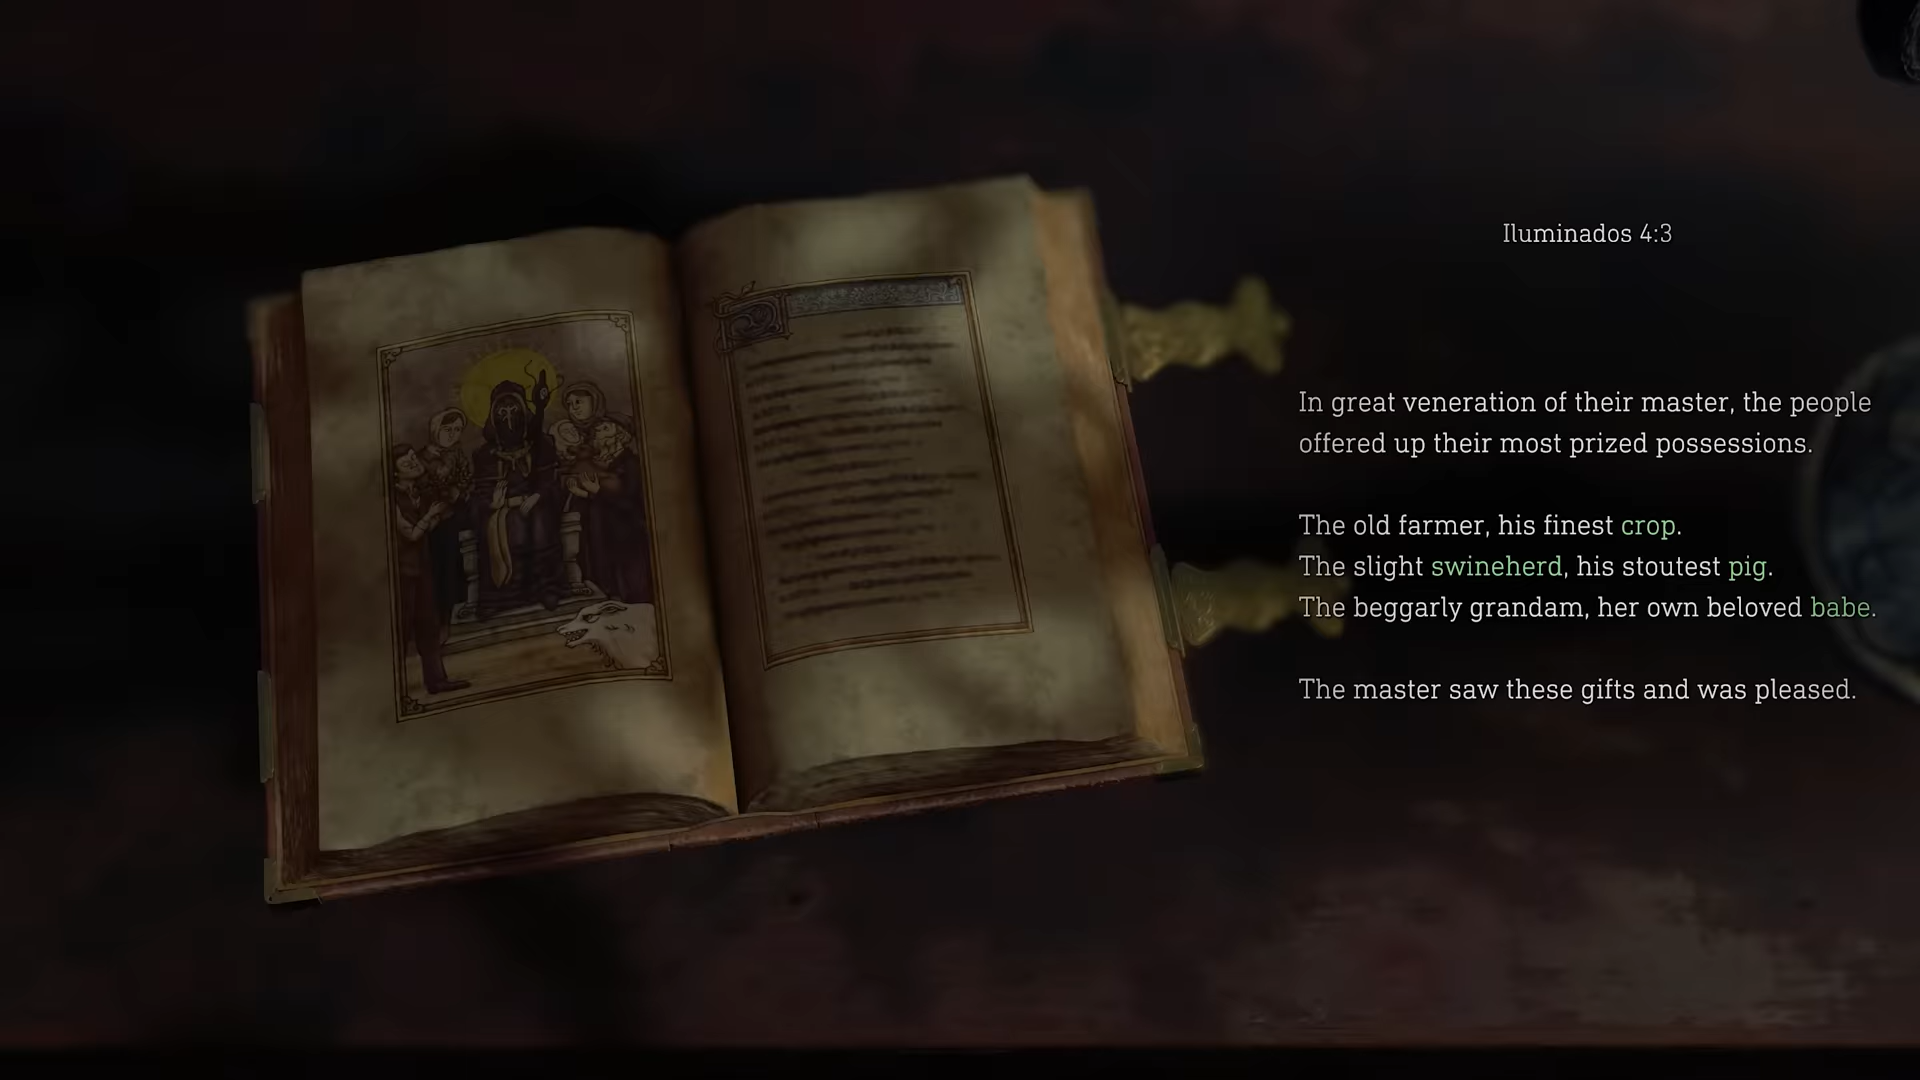 Iluminados 4:3
In great veneration of their master, the people
offered up their most prized possessions.
The old farmer, his finest crop.
The slight swineherd, his stoutest pig.
The beggarly grandam, her own beloved babe.
The master saw these gifts and was pleased.